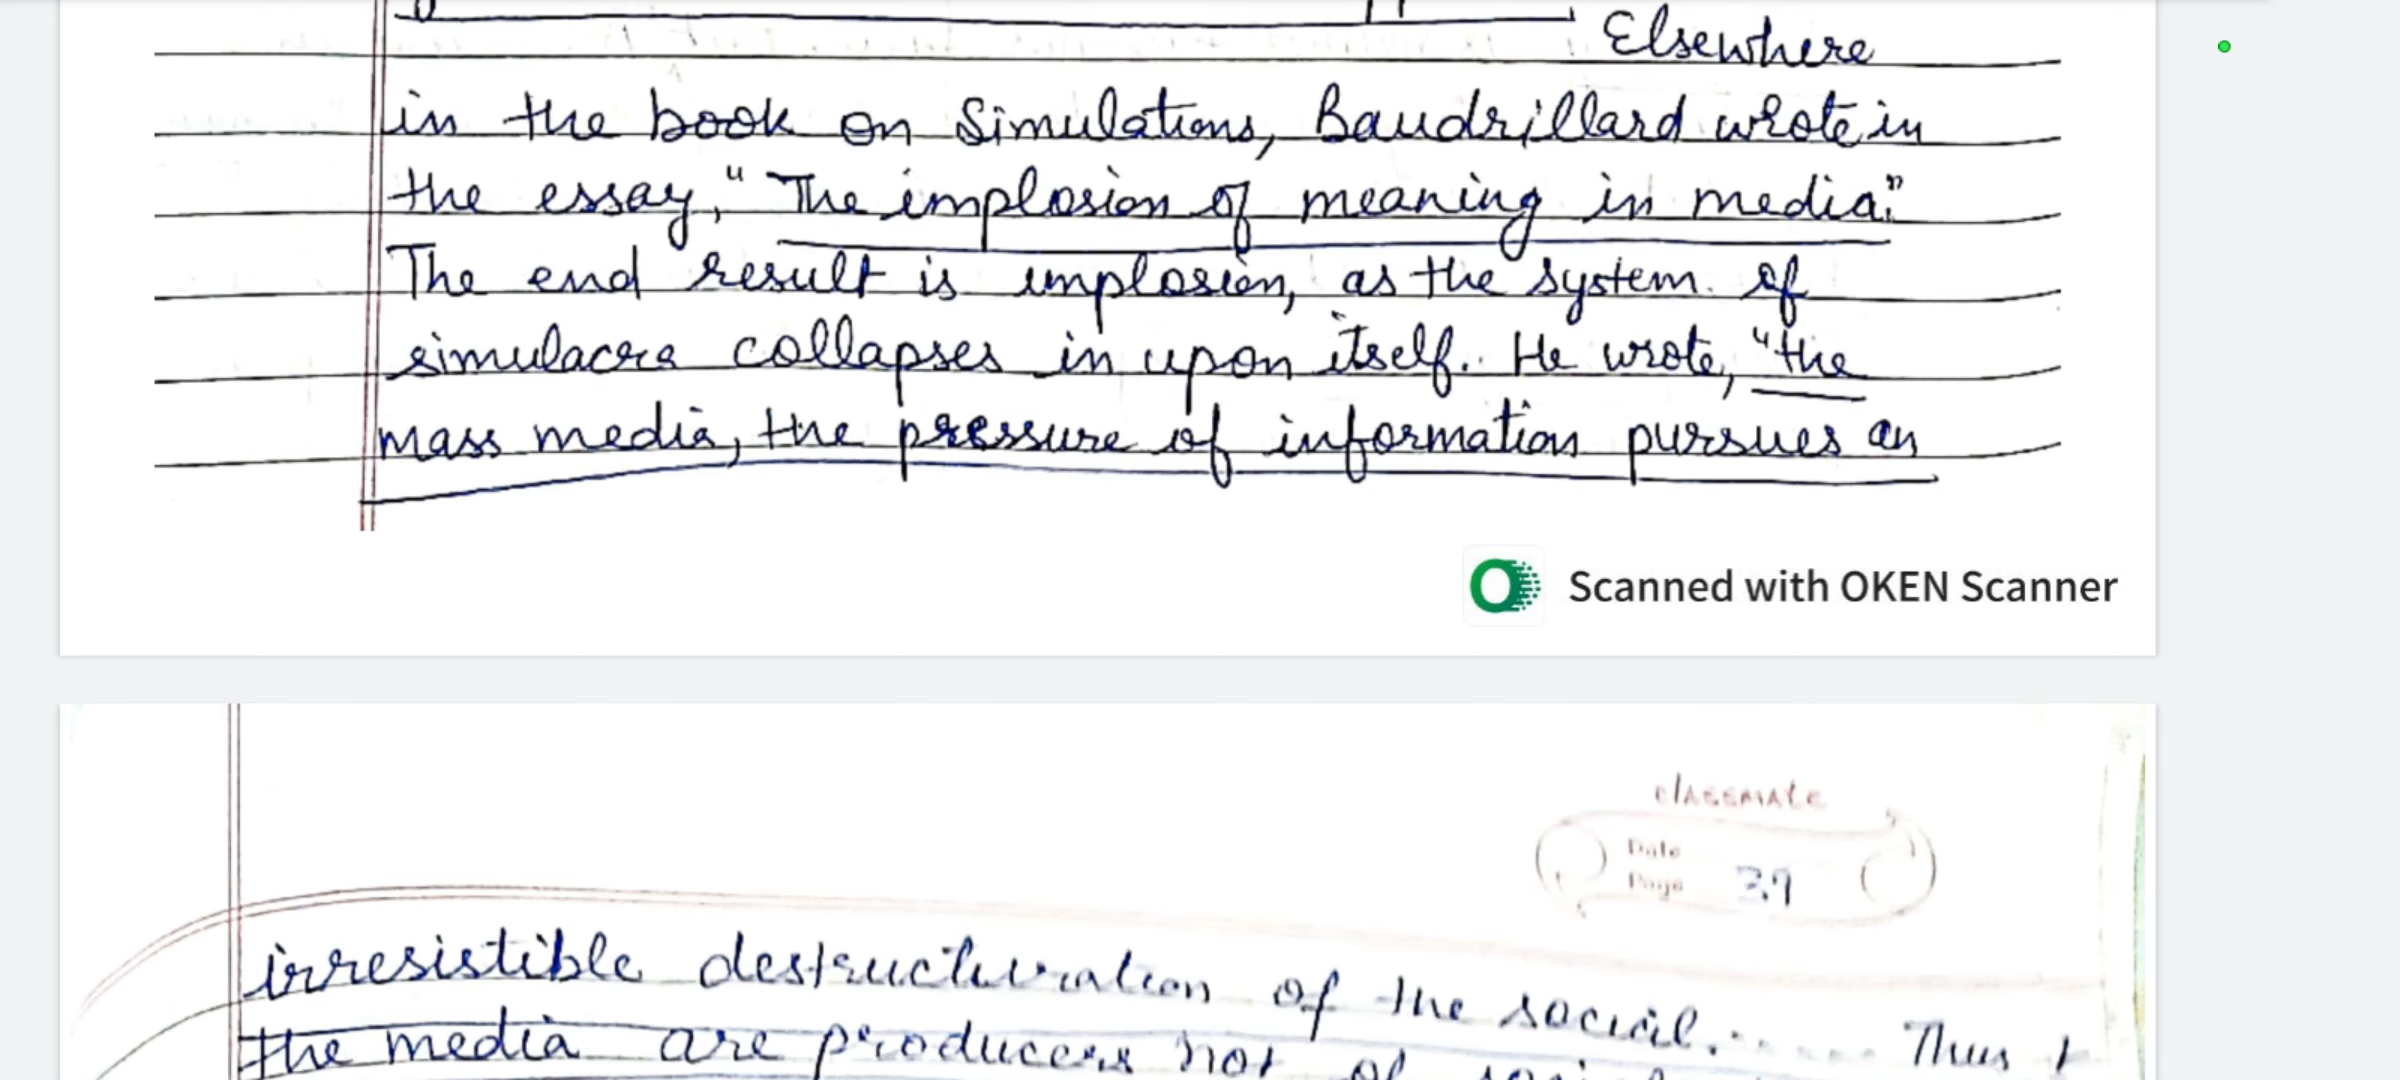 Elsewhere
in the book on Simulations, Baudrillard wrote in
the essay, "The implosion of meaning in media."
The end result is implosion, as the system of
simulacra collapses in upon itself. He wrote, "the
mass media, the pressure of information pursues an
Scanned with OKEN Scanner
classmate
Date
Page 39
irresistible destructuration of the social...... Thus
the media are producers not of